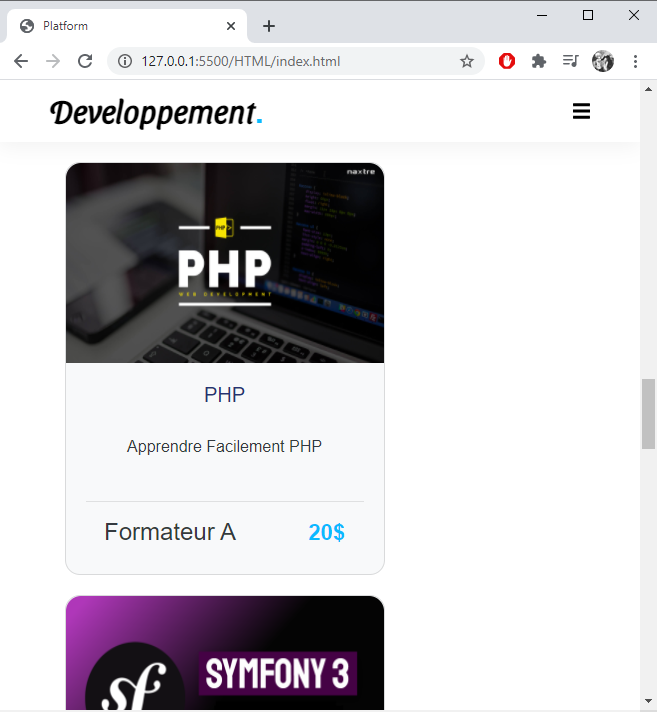 Platform
127.0.0.1:5500/HTML/index.html
Developpement.
naxtre
PHP
PHP
WEB DEVELOPMENT
PHP
Apprendre Facilement PHP
Formateur A 20$
sf SYMFONY 3